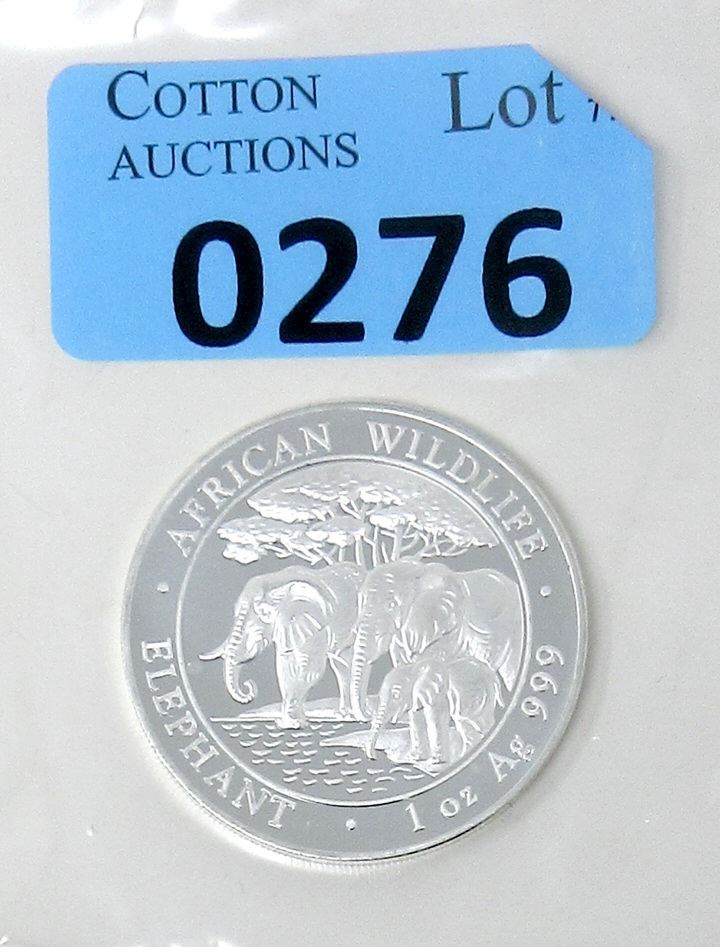 COTTON
AUCTIONS
Lot
0276
AFRICAN WILDLIFE
ELEPHANT · 1 oz Ag 999